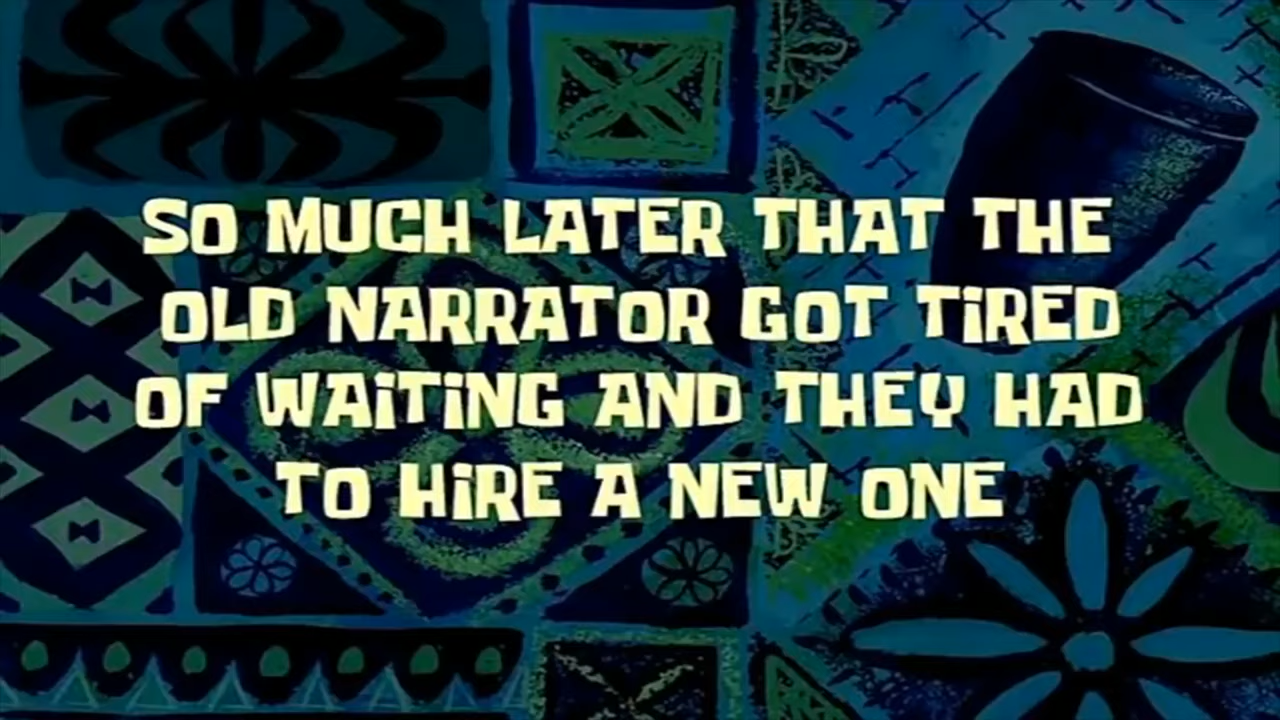 SO MUCH LATER THAT THE
OLD NARRATOR GOT TiRED
OF WAiTiNG AND THEY HAD
TO HiRE A NEW ONE